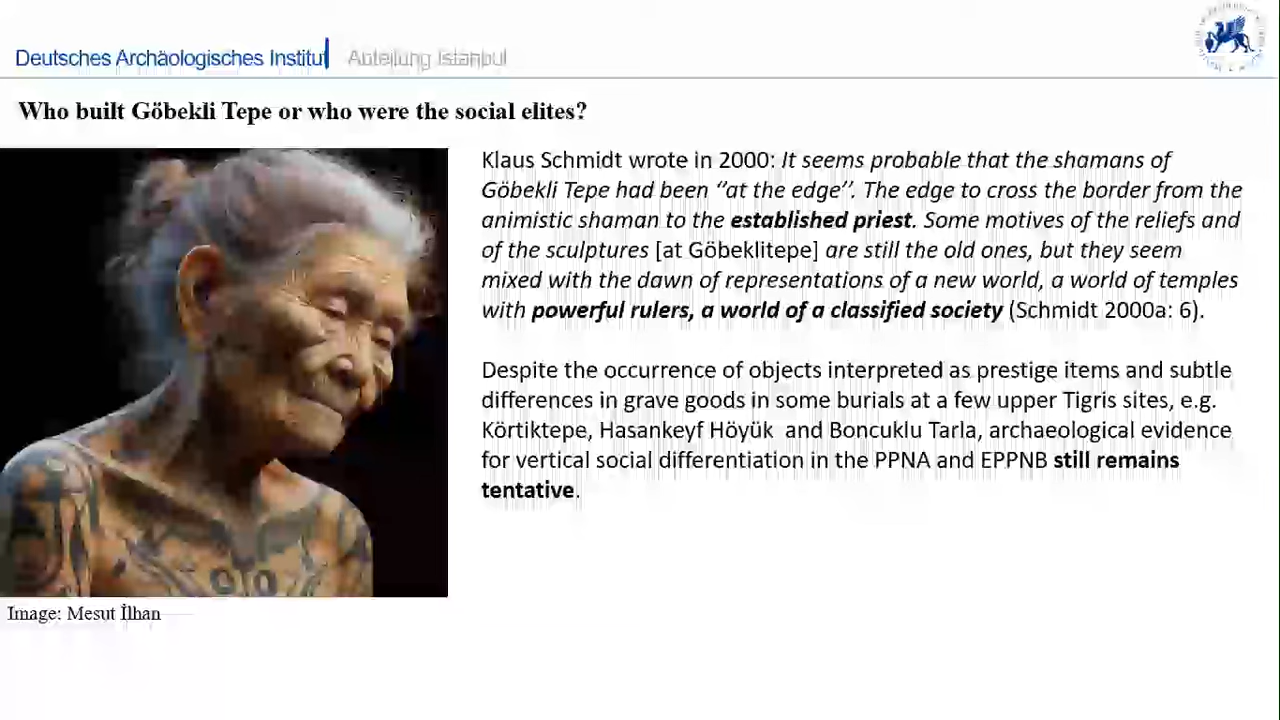 Deutsches Archäologisches Institut Abteilung Istanbul
Who built Göbekli Tepe or who were the social elites?
Klaus Schmidt wrote in 2000: It seems probable that the shamans of
Göbekli Tepe had been ‘‘at the edge’’. The edge to cross the border from the
animistic shaman to the established priest. Some motives of the reliefs and
of the sculptures [at Göbeklitepe] are still the old ones, but they seem
mixed with the dawn of representations of a new world, a world of temples
with powerful rulers, a world of a classified society (Schmidt 2000a: 6).
Despite the occurrence of objects interpreted as prestige items and subtle
differences in grave goods in some burials at a few upper Tigris sites, e.g.
Körtiktepe, Hasankeyf Höyük and Boncuklu Tarla, archaeological evidence
for vertical social differentiation in the PPNA and EPPNB still remains
tentative.
Image: Mesut İlhan